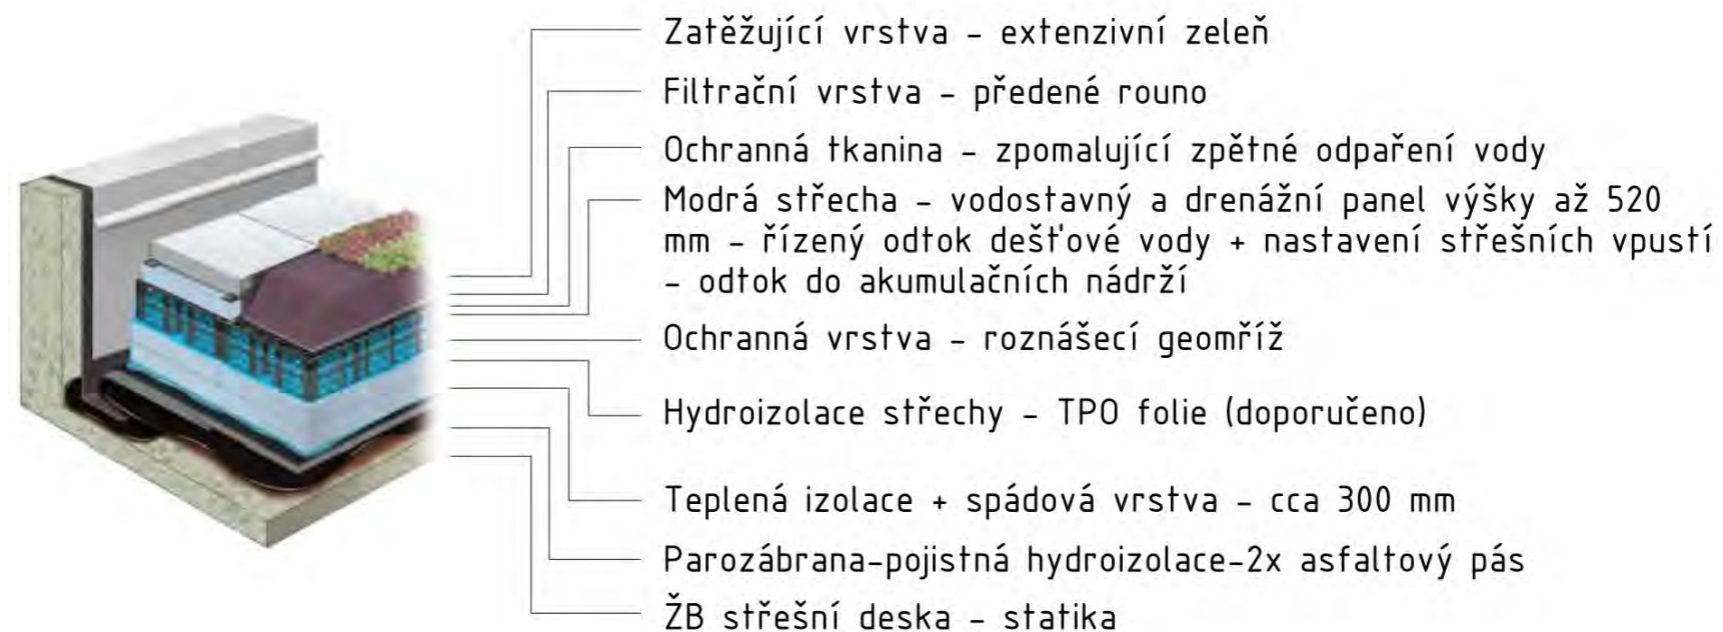 Zatěžující vrstva - extenzivní zeleň
Filtrační vrstva - předené rouno
Ochranná tkanina - zpomalující zpětné odpaření vody
Modrá střecha - vodostavný a drenážní panel výšky až 520
mm - řízený odtok dešťové vody + nastavení střešních vpustí
- odtok do akumulačních nádrží
Ochranná vrstva - roznášecí geomříž
Hydroizolace střechy - TPO folie (doporučeno)
Teplená izolace + spádová vrstva - cca 300 mm
Parozábrana-pojistná hydroizolace-2x asfaltový pás
ŽB střešní deska - statika